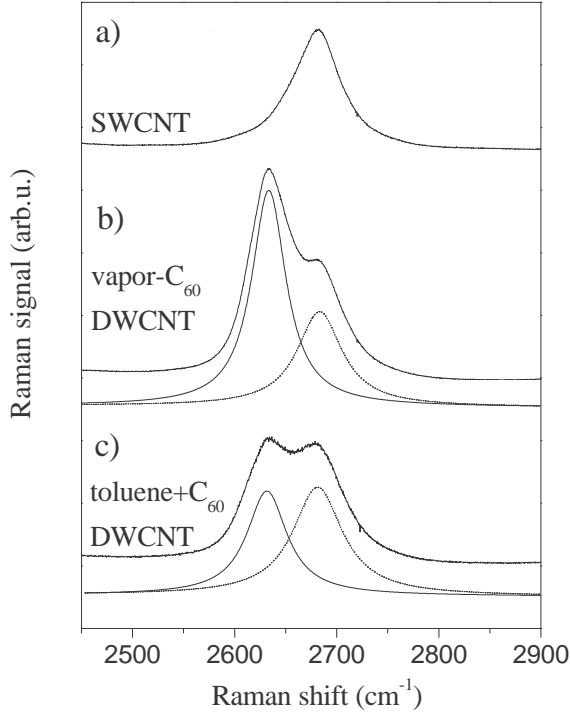 a)
SWCNT
b)
vapor-C₆₀
DWCNT
c)
toluene+C₆₀
DWCNT
Raman signal (arb.u.)
2500 2600 2700 2800 2900
Raman shift (cm⁻¹)